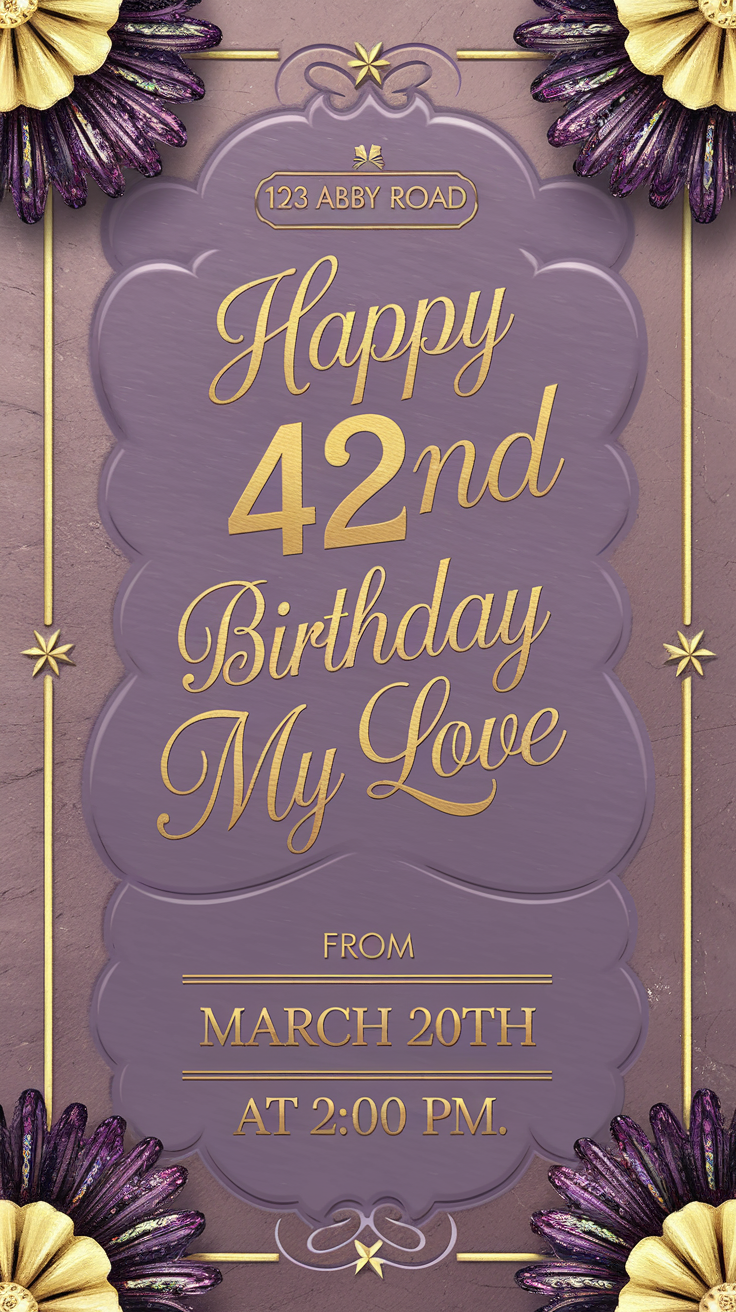 123 ABBY ROAD
Happy
42nd
Birthday
My Love
FROM
MARCH 20TH
AT 2:00 PM.